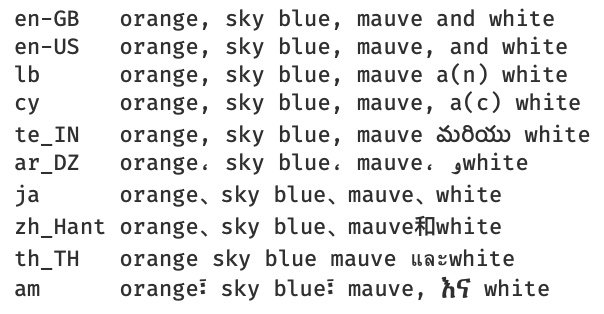 en-GB orange, sky blue, mauve and white
en-US orange, sky blue, mauve, and white
lb orange, sky blue, mauve a(n) white
cy orange, sky blue, mauve, a(c) white
te_IN orange, sky blue, mauve మరియు white
ar_DZ orange، sky blue، mauve، وwhite
ja orange、sky blue、mauve、white
zh_Hant orange、sky blue、mauve和white
th_TH orange sky blue mauve และwhite
am orange፣ sky blue፣ mauve, እና white